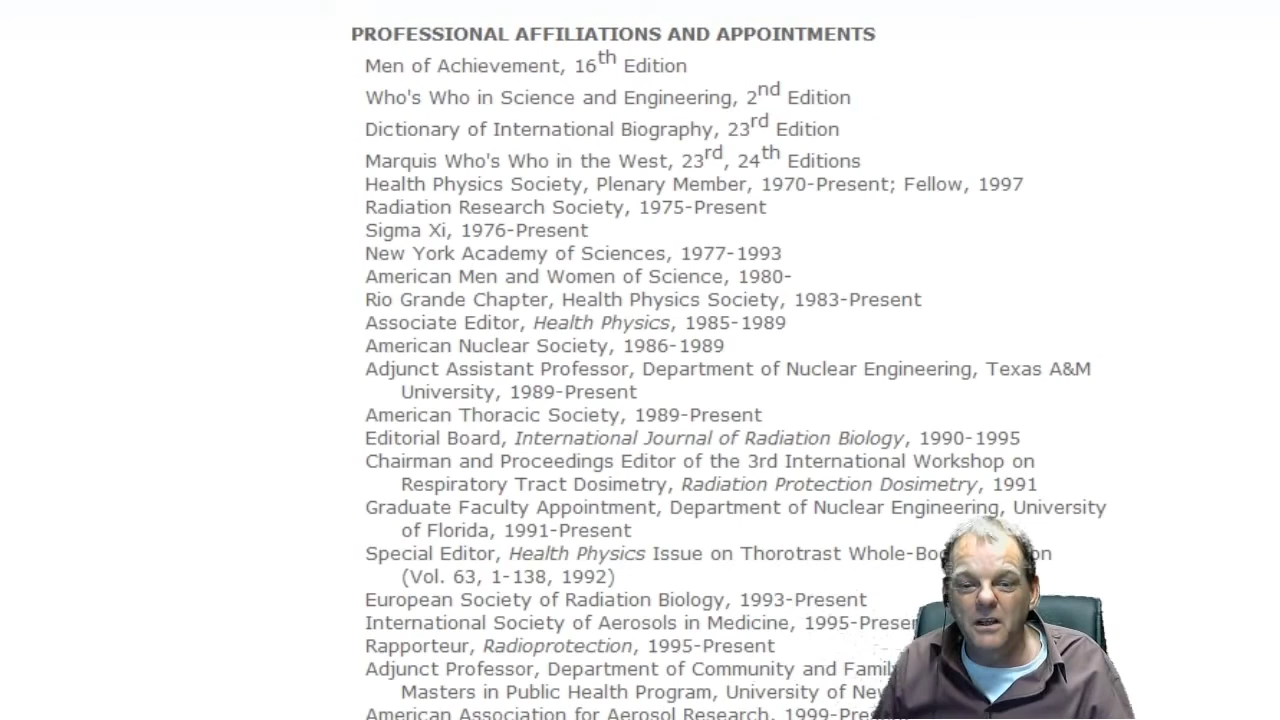 PROFESSIONAL AFFILIATIONS AND APPOINTMENTS
Men of Achievement, 16th Edition
Who's Who in Science and Engineering, 2nd Edition
Dictionary of International Biography, 23rd Edition
Marquis Who's Who in the West, 23rd, 24th Editions
Health Physics Society, Plenary Member, 1970-Present; Fellow, 1997
Radiation Research Society, 1975-Present
Sigma Xi, 1976-Present
New York Academy of Sciences, 1977-1993
American Men and Women of Science, 1980-
Rio Grande Chapter, Health Physics Society, 1983-Present
Associate Editor, Health Physics, 1985-1989
American Nuclear Society, 1986-1989
Adjunct Assistant Professor, Department of Nuclear Engineering, Texas A&M
University, 1989-Present
American Thoracic Society, 1989-Present
Editorial Board, International Journal of Radiation Biology, 1990-1995
Chairman and Proceedings Editor of the 3rd International Workshop on
Respiratory Tract Dosimetry, Radiation Protection Dosimetry, 1991
Graduate Faculty Appointment, Department of Nuclear Engineering, University
of Florida, 1991-Present
Special Editor, Health Physics Issue on Thorotrast
(Vol. 63, 1-138, 1992)
European Society of Radiation Biology, 1993-Present
International Society of Aerosols in Medicine,
Rapporteur, Radioprotection, 1995-Present
Adjunct Professor, Department of Community and
Masters in Public Health Program, University of
American Association for Aerosol Research,